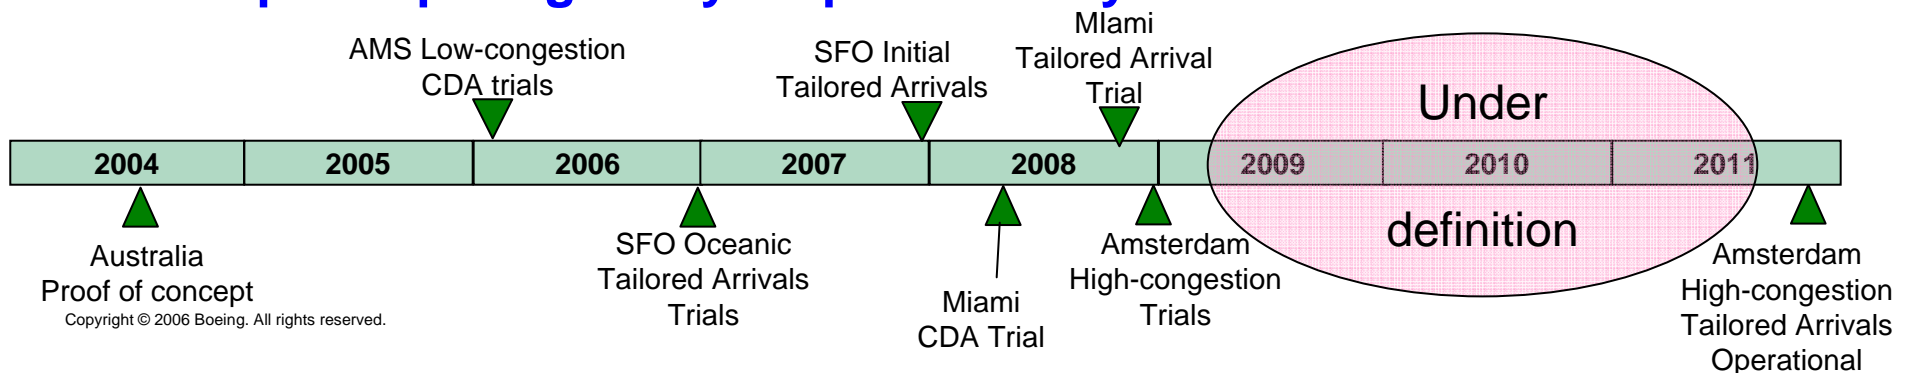 AMS Low-congestion
CDA trials
SFO Initial
Tailored Arrivals
MIami
Tailored Arrival
Trial
Under
2004 2005 2006 2007 2008 2009 2010 2011
definition
Australia
Proof of concept
Copyright © 2006 Boeing. All rights reserved.
SFO Oceanic
Tailored Arrivals
Trials
Miami
CDA Trial
Amsterdam
High-congestion
Trials
Amsterdam
High-congestion
Tailored Arrivals
Operational